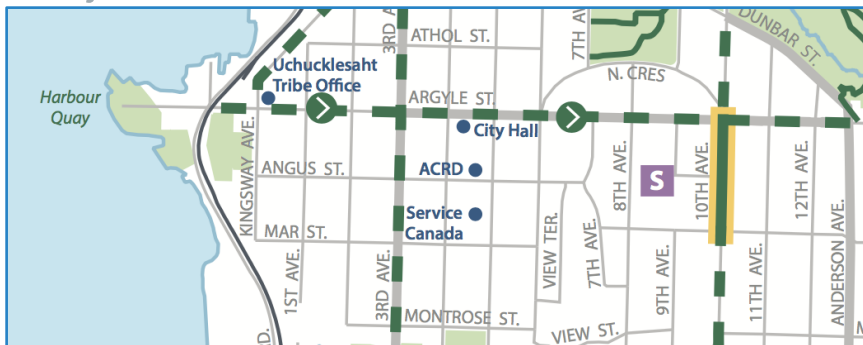 3RD AVE.
ATHOL ST.
7TH AVE.
DUNBAR ST.
N. CRES
Uchucklesaht
Tribe Office
Harbour
Quay
ARGYLE ST.
City Hall
KINGSWAY AVE.
ANGUS ST.
ACRD
8TH AVE.
S
10TH AVE.
12TH AVE.
Service
Canada
MAR ST.
1ST AVE.
3RD AVE.
VIEW TER.
7TH AVE.
9TH AVE.
11TH AVE.
ANDERSON AVE.
MONTROSE ST.
VIEW ST.
RD.
M